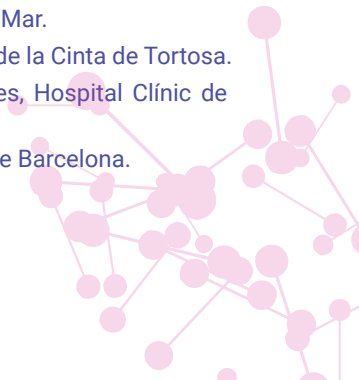 Mar.
de la Cinta de Tortosa.
es, Hospital Clínic de
e Barcelona.